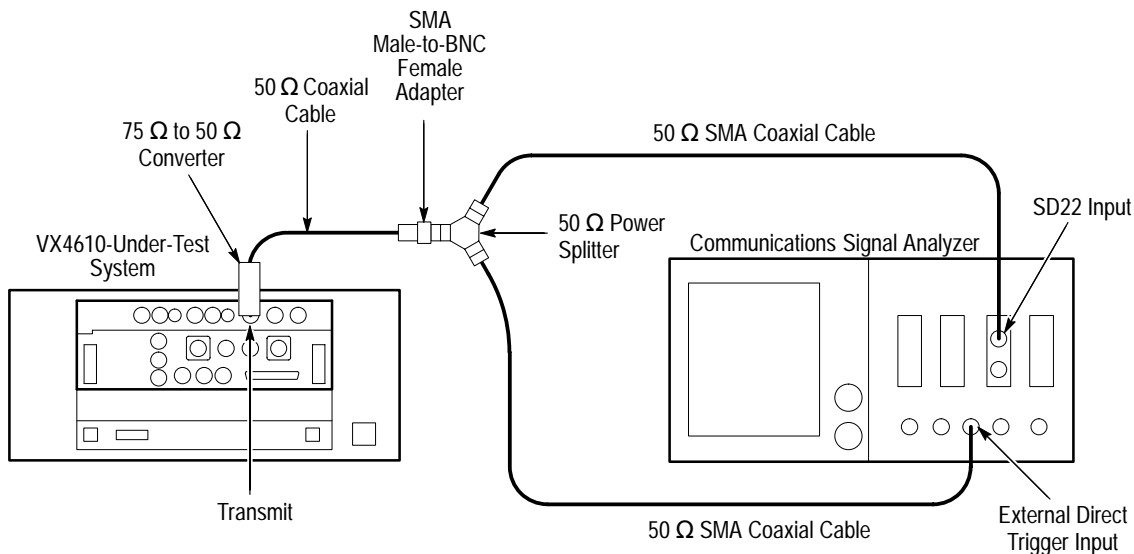 SMA
Male-to-BNC
Female
Adapter
50 Ω Coaxial
Cable
75 Ω to 50 Ω
Converter
50 Ω SMA Coaxial Cable
SD22 Input
VX4610-Under-Test
System
50 Ω Power
Splitter
Communications Signal Analyzer
Transmit
50 Ω SMA Coaxial Cable
External Direct
Trigger Input